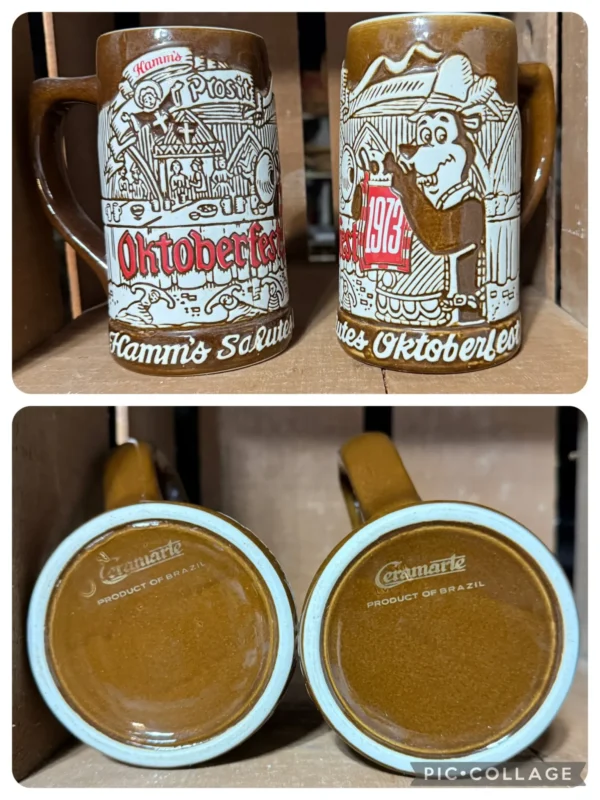 Hamm's
Prosit
Oktoberfest
Hamm's Salutes
1973
est
utes Oktoberfest
Ceramarte
PRODUCT OF BRAZIL
Ceramarte
PRODUCT OF BRAZIL
PIC•COLLAGE